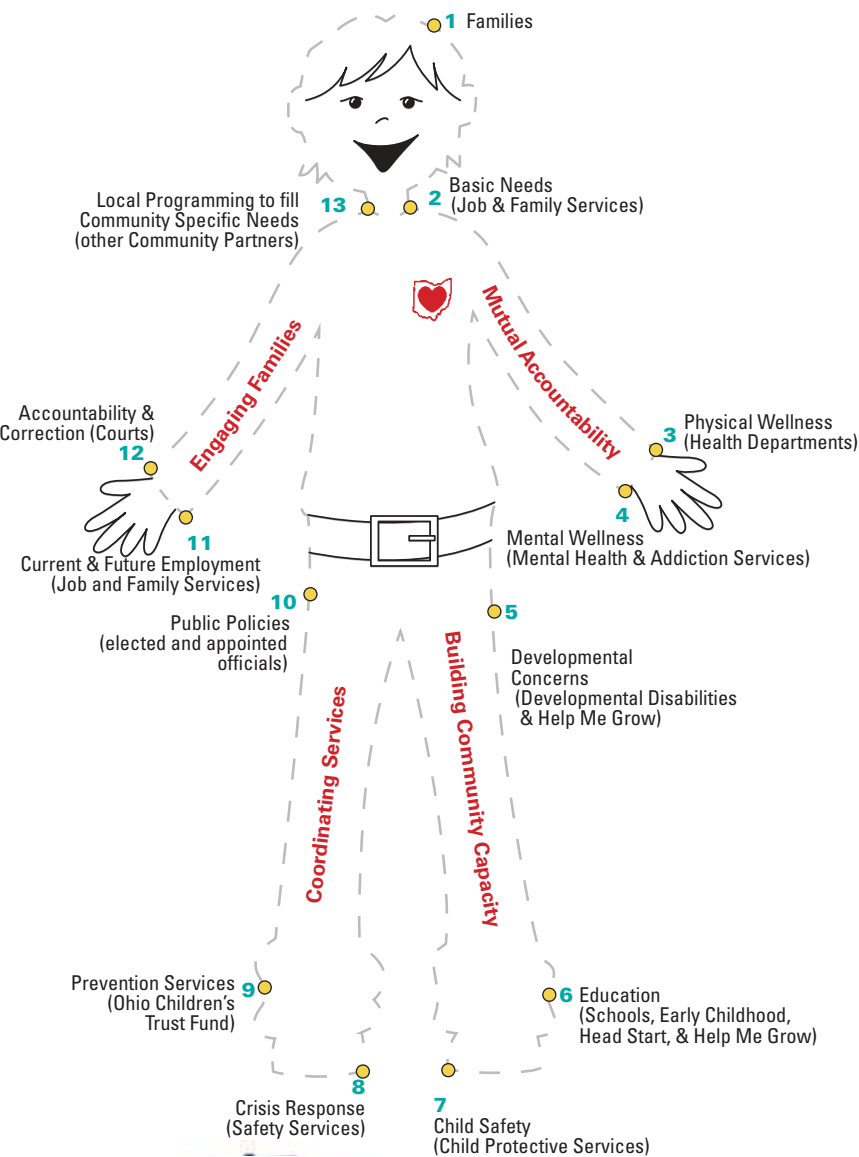 1 Families
2 Basic Needs
(Job & Family Services)
13 Local Programming to fill
Community Specific Needs
(other Community Partners)
Engaging Families
Mutual Accountability
Accountability &
Correction (Courts)
12
3 Physical Wellness
(Health Departments)
4
Mental Wellness
(Mental Health & Addiction Services)
11
Current & Future Employment
(Job and Family Services)
10
Public Policies
(elected and appointed
officials)
5
Developmental
Concerns
(Developmental Disabilities
& Help Me Grow)
Coordinating Services
Building Community Capacity
Prevention Services 9
(Ohio Children's
Trust Fund)
6 Education
(Schools, Early Childhood,
Head Start, & Help Me Grow)
8
Crisis Response
(Safety Services)
7
Child Safety
(Child Protective Services)